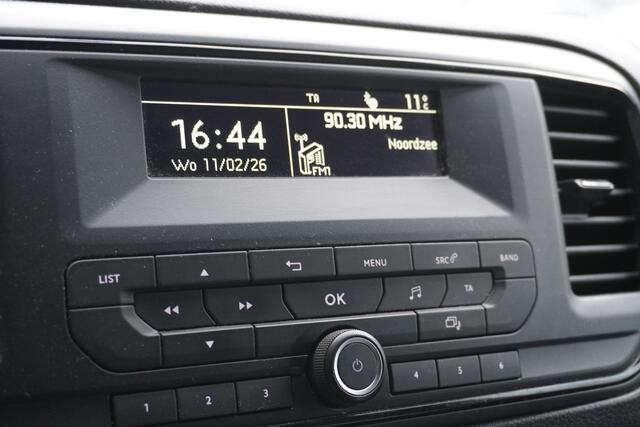 TA 11°C
16:44
Wo 11/02/26
90.30 MHz
Noordzee
FM1
LIST
MENU
SRC
BAND
OK
TA
1 2 3
4 5 6